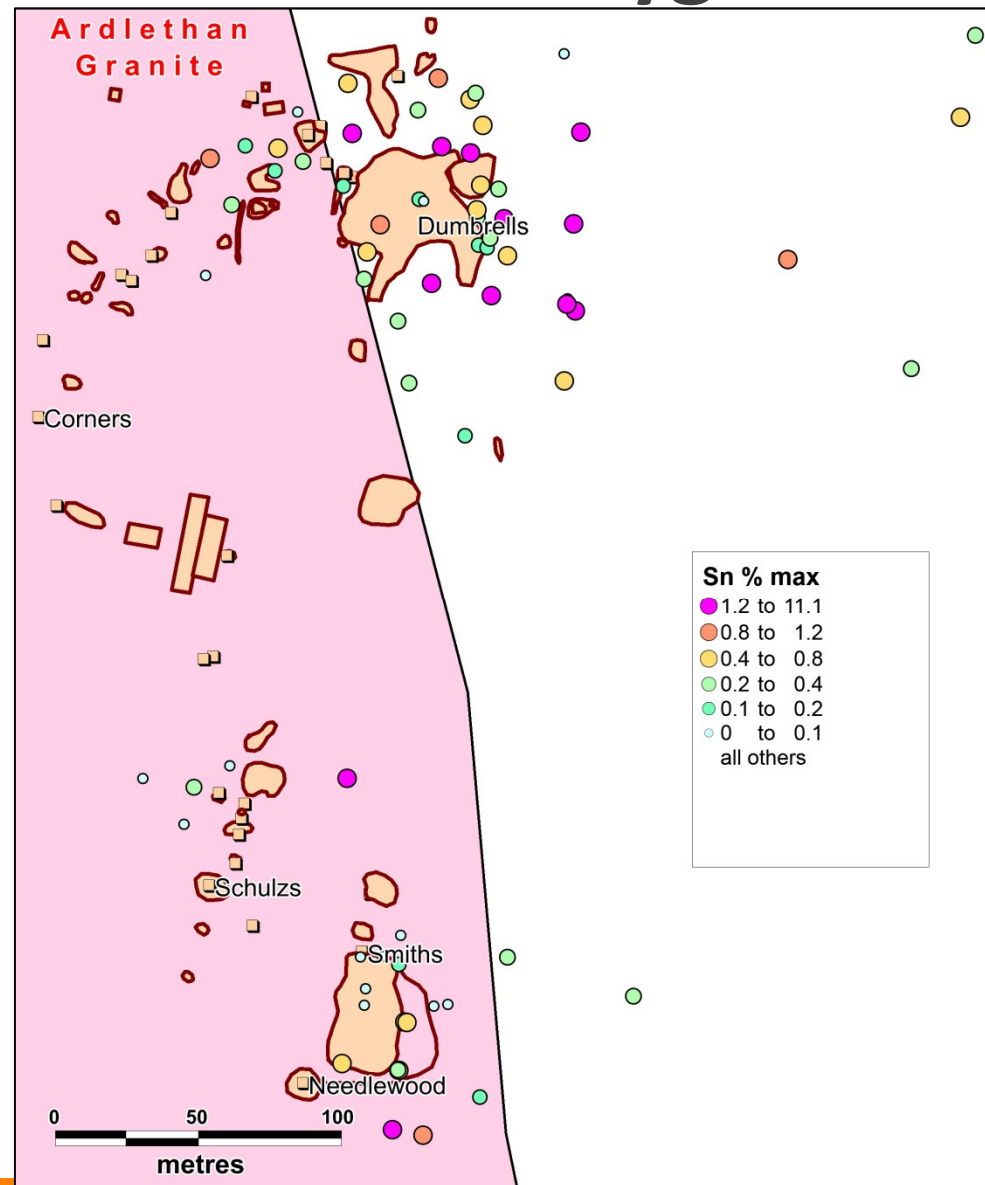 Ardlethan
Granite
Dumbrells
Corners
Sn % max
1.2 to 11.1
0.8 to 1.2
0.4 to 0.8
0.2 to 0.4
0.1 to 0.2
0 to 0.1
all others
Schulzs
Smiths
Needlewood
0 50 100
metres